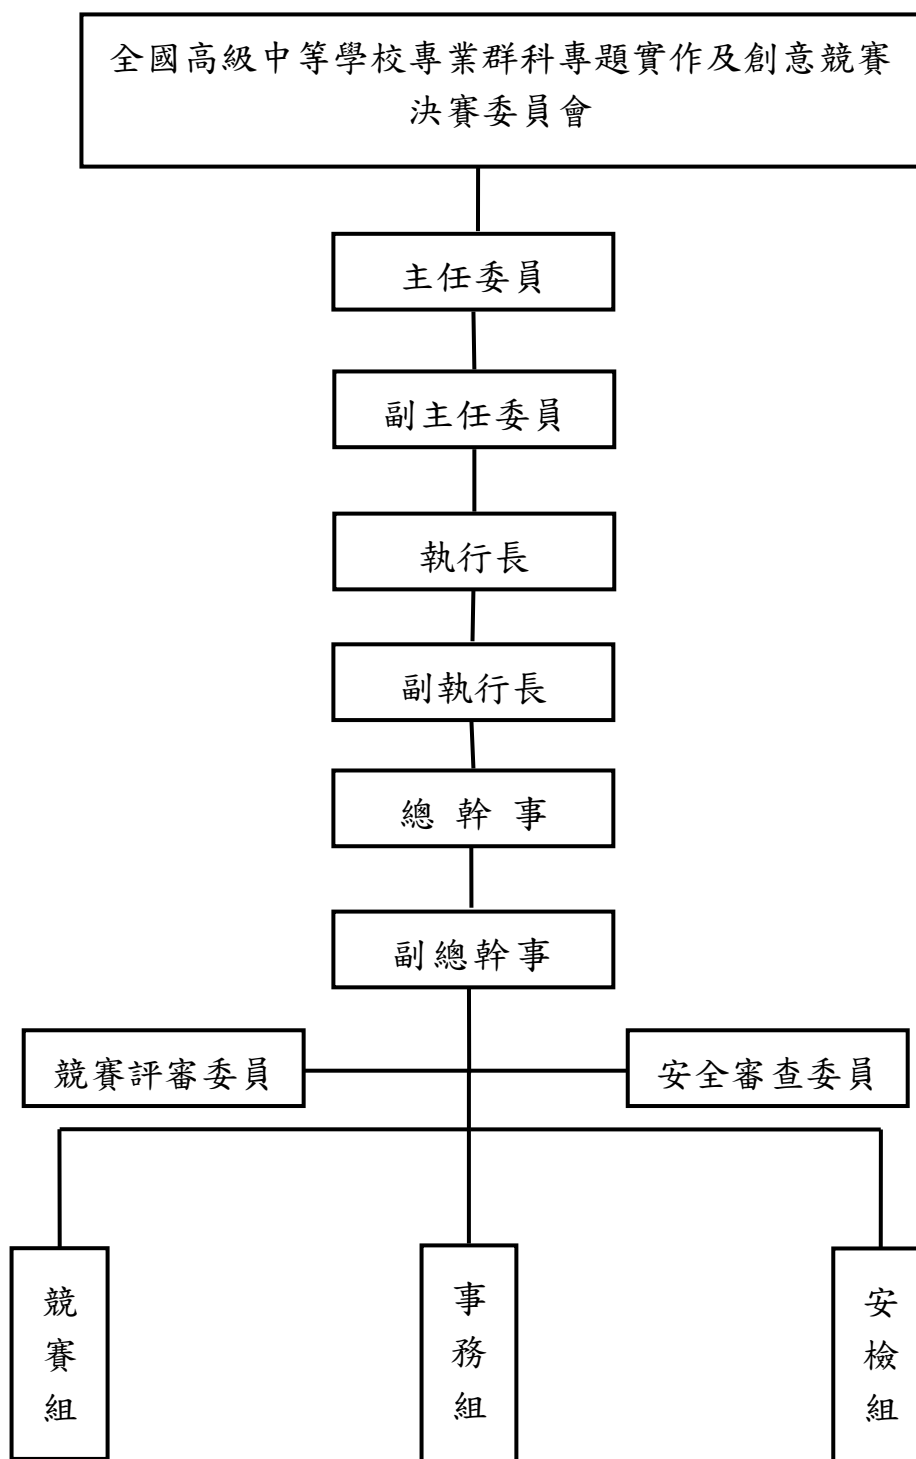 全國高級中等學校專業群科專題實作及創意競賽
決賽委員會
主任委員
副主任委員
執行長
副執行長
總 幹 事
副總幹事
競賽評審委員
安全審查委員
競賽組
事務組
安檢組